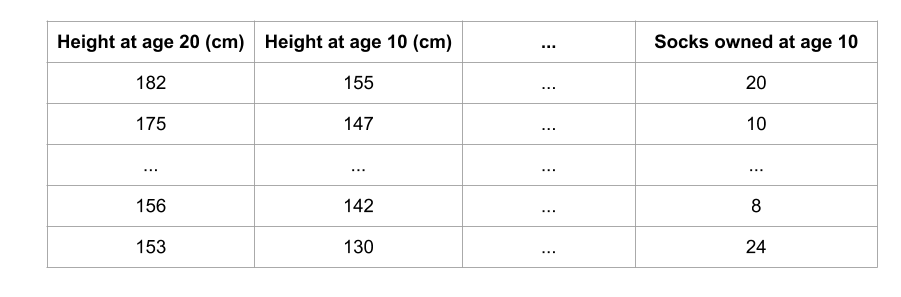 Height at age 20 (cm) Height at age 10 (cm) ... Socks owned at age 10
182 155 ... 20
175 147 ... 10
... ... ... ...
156 142 ... 8
153 130 ... 24